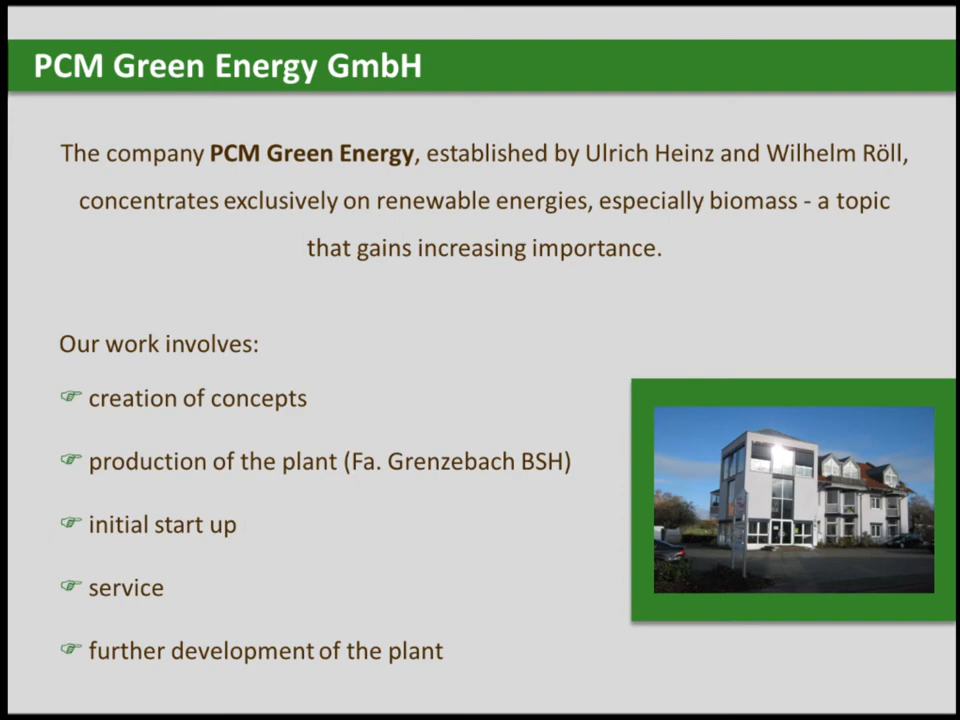 PCM Green Energy GmbH
The company PCM Green Energy, established by Ulrich Heinz and Wilhelm Röll,
concentrates exclusively on renewable energies, especially biomass - a topic
that gains increasing importance.
Our work involves:
creation of concepts
production of the plant (Fa. Grenzebach BSH)
initial start up
service
further development of the plant